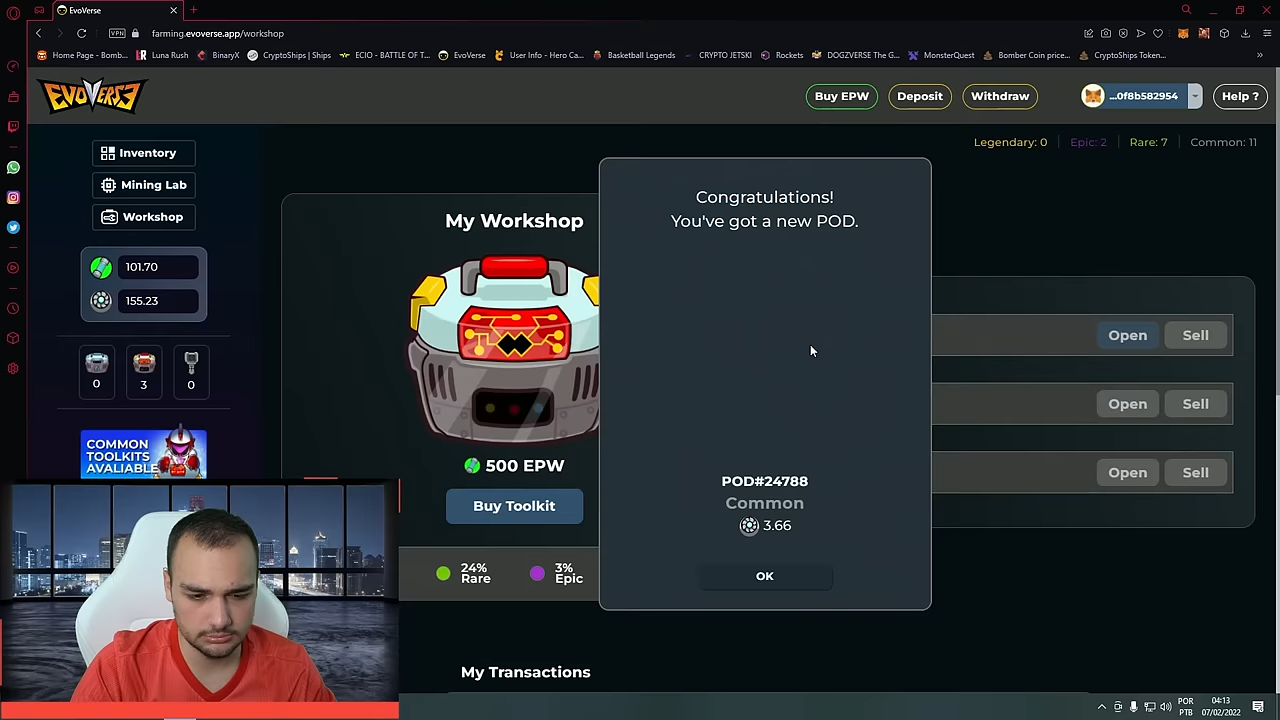 EvoVerse
VPN
farming.evoverse.app/workshop
Home Page - Bomb...
Luna Rush
BinaryX
CryptoShips | Ships
ECIO - BATTLE OF T...
EvoVerse
User Info - Hero Ca...
Basketball Legends
CRYPTO JETSKI
Rockets
DOGZVERSE The G...
MonsterQuest
Bomber Coin price...
CryptoShips Token...
EVOVERSE
Buy EPW
Deposit
Withdraw
...0f8b582954
Help ?
Legendary: 0
Epic: 2
Rare: 7
Common: 11
Inventory
Mining Lab
Workshop
101.70
155.23
0
3
0
COMMON
TOOLKITS
AVALIABLE
My Workshop
500 EPW
Buy Toolkit
24%
Rare
3%
Epic
Congratulations!
You've got a new POD.
POD#24788
Common
3.66
OK
Open
Sell
Open
Sell
Open
Sell
My Transactions
POR
PTB
04:13
07/02/2022